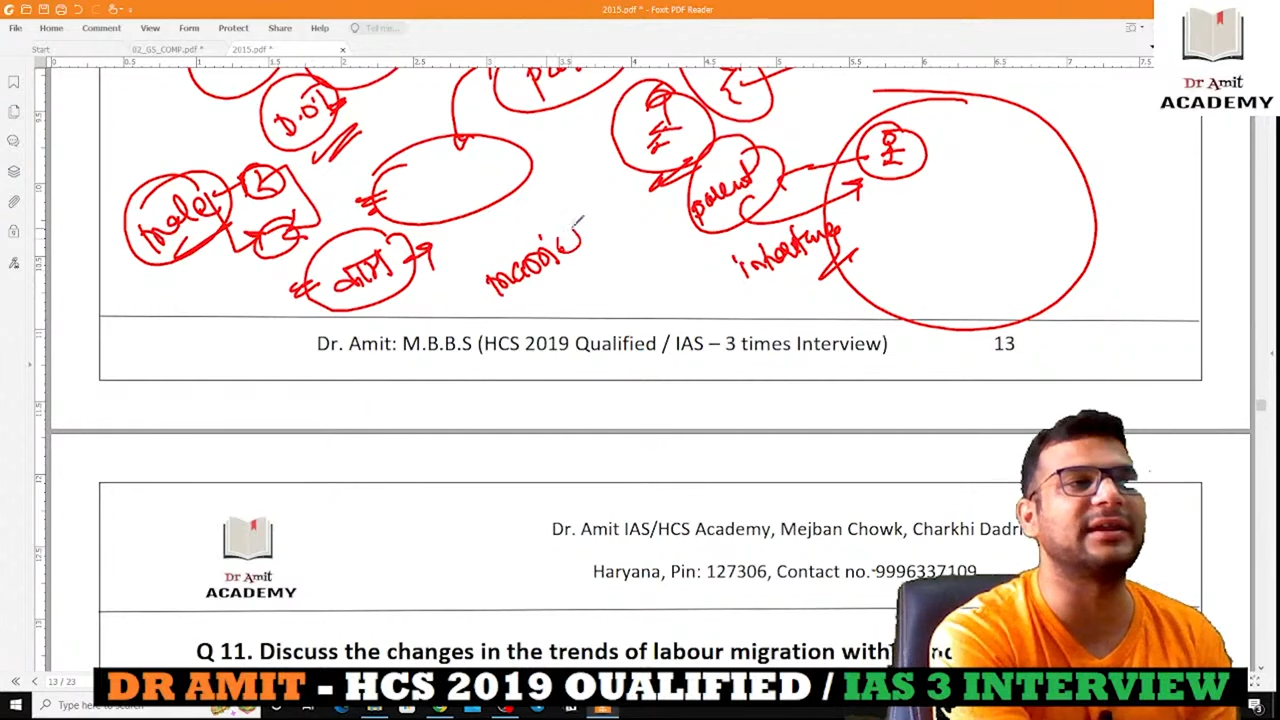 2015.pdf * - Foxit PDF Reader
File Home Comment View Form Protect Share Help Tell me...
Start 02_GS_COMP.pdf * 2015.pdf *
Dr Amit
ACADEMY
D.O.L
male
parent
inheritance
Dr. Amit: M.B.B.S (HCS 2019 Qualified / IAS – 3 times Interview) 13
Dr Amit
ACADEMY
Dr. Amit IAS/HCS Academy, Mejban Chowk, Charkhi Dadri
Haryana, Pin: 127306, Contact no.-9996337109
Q 11. Discuss the changes in the trends of labour migration with
DR AMIT - HCS 2019 QUALIFIED / IAS 3 INTERVIEW
13 / 23
Type here to search